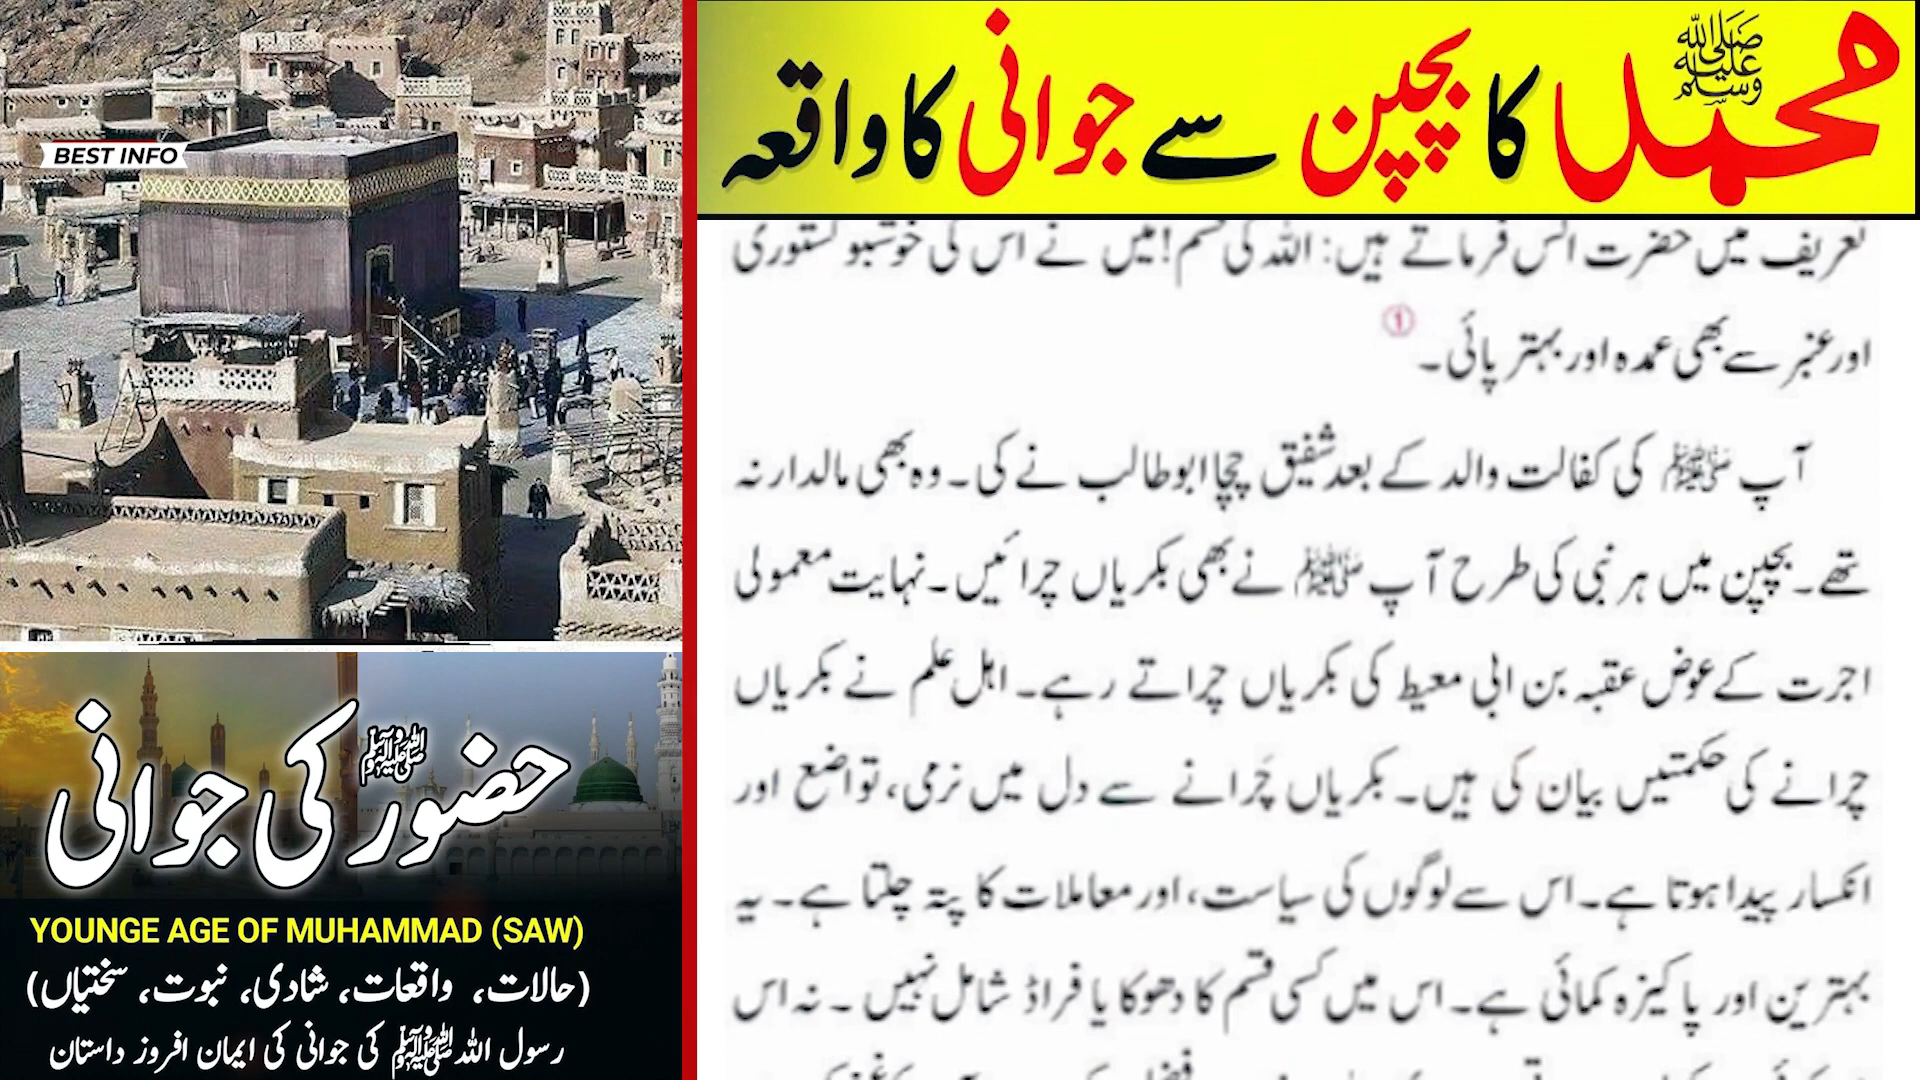 BEST INFO
محمد ﷺ کا بچپن سے جوانی کا واقعہ
تعریف میں حضرت انس فرماتے ہیں: اللہ کی قسم! میں نے اس کی خوشبو کستوری
اور عنبر سے بھی عمدہ اور بہتر پائی۔ ①
آپ ﷺ کی کفالت والد کے بعد شفیق چچا ابو طالب نے کی۔ وہ بھی مالدار نہ
تھے۔ بچپن میں ہر نبی کی طرح آپ ﷺ نے بھی بکریاں چرائیں۔ نہایت معمولی
اجرت کے عوض عقبہ بن ابی معیط کی بکریاں چراتے رہے۔ اہل علم نے بکریاں
چرانے کی حکمتیں بیان کی ہیں۔ بکریاں چَرانے سے دل میں نرمی، تواضع اور
انکسار پیدا ہوتا ہے۔ اس سے لوگوں کی سیاست، اور معاملات کا پتہ چلتا ہے۔ یہ
بہترین اور پاکیزہ کمائی ہے۔ اس میں کسی قسم کا دھوکا یا فراڈ شامل نہیں۔ نہ اس
حضور ﷺ کی جوانی
YOUNGE AGE OF MUHAMMAD (SAW)
(حالات، واقعات، شادی، نبوت، سختیاں)
رسول اللہ ﷺ کی جوانی کی ایمان افروز داستان